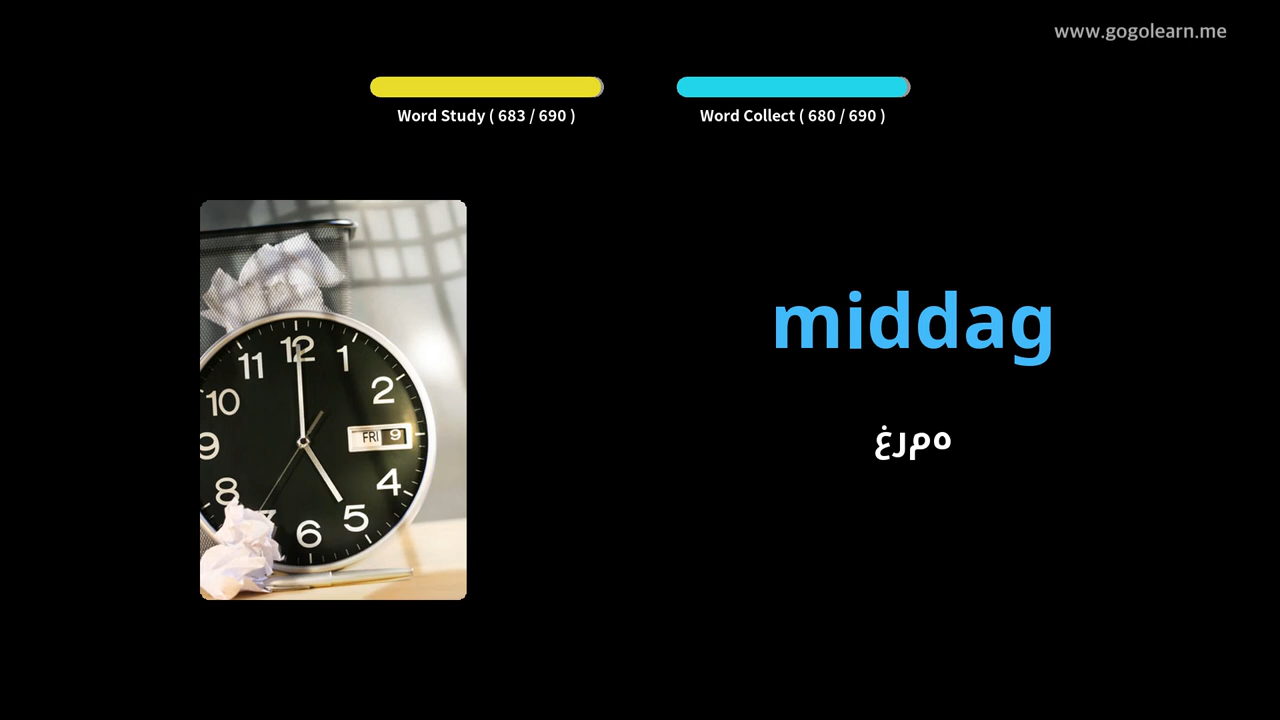 www.gogolearn.me
Word Study ( 683 / 690 )
Word Collect ( 680 / 690 )
11 12 1
10 2
9 FRI 9
8 4
7 6 5
middag
غرمه